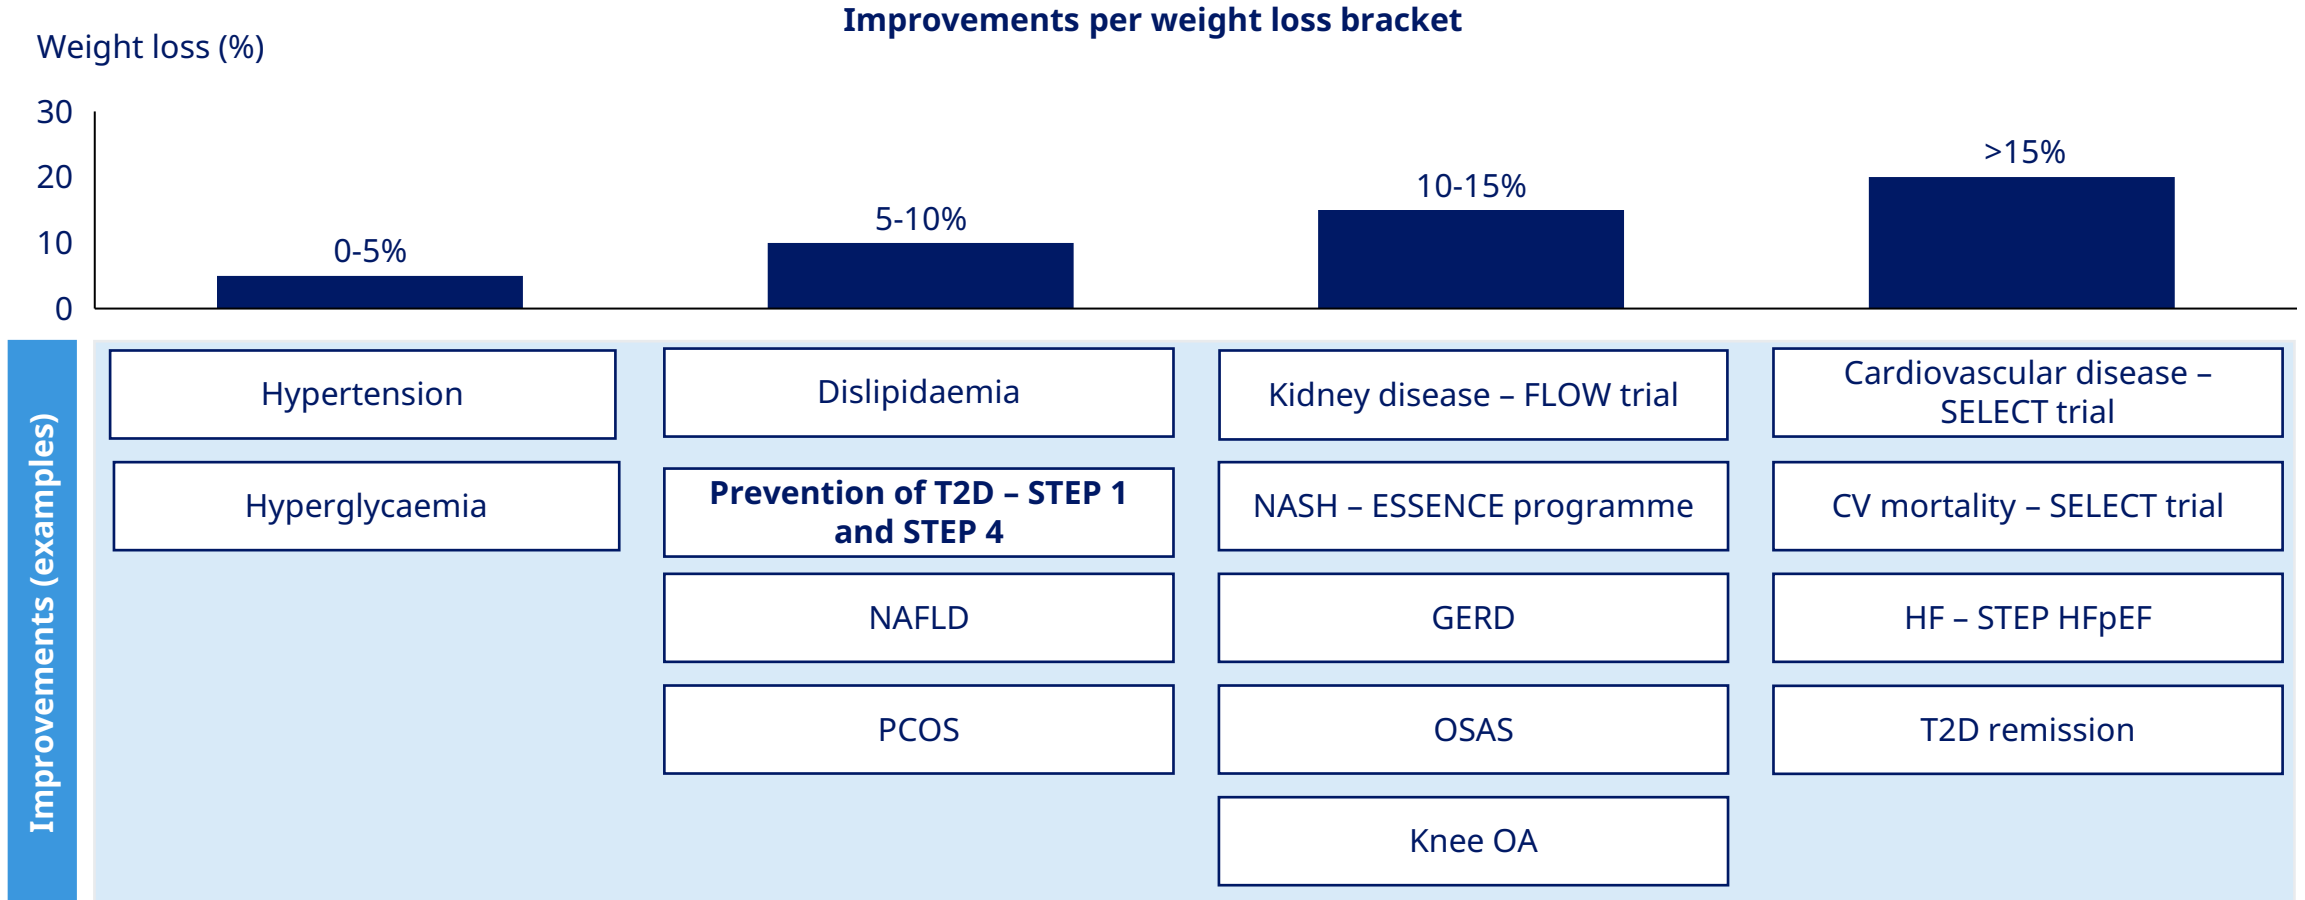 Improvements per weight loss bracket
Weight loss (%)
30
20
10
0
0-5%
5-10%
10-15%
>15%
Improvements (examples)
Hypertension
Hyperglycaemia
Dislipidaemia
Prevention of T2D – STEP 1
and STEP 4
NAFLD
PCOS
Kidney disease – FLOW trial
NASH – ESSENCE programme
GERD
OSAS
Knee OA
Cardiovascular disease –
SELECT trial
CV mortality – SELECT trial
HF – STEP HFpEF
T2D remission